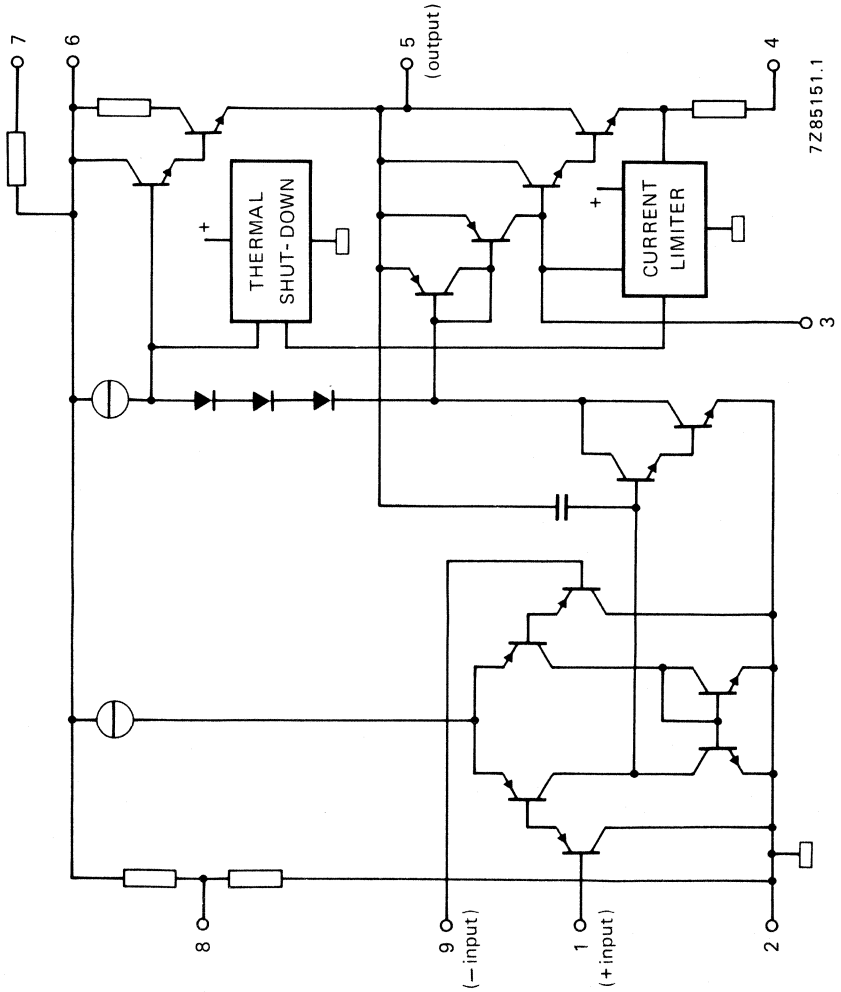 7
6
5
(output)
4
7Z85151.1
+
THERMAL
SHUT-DOWN
+
CURRENT
LIMITER
3
8
9
(−input)
1
(+input)
2